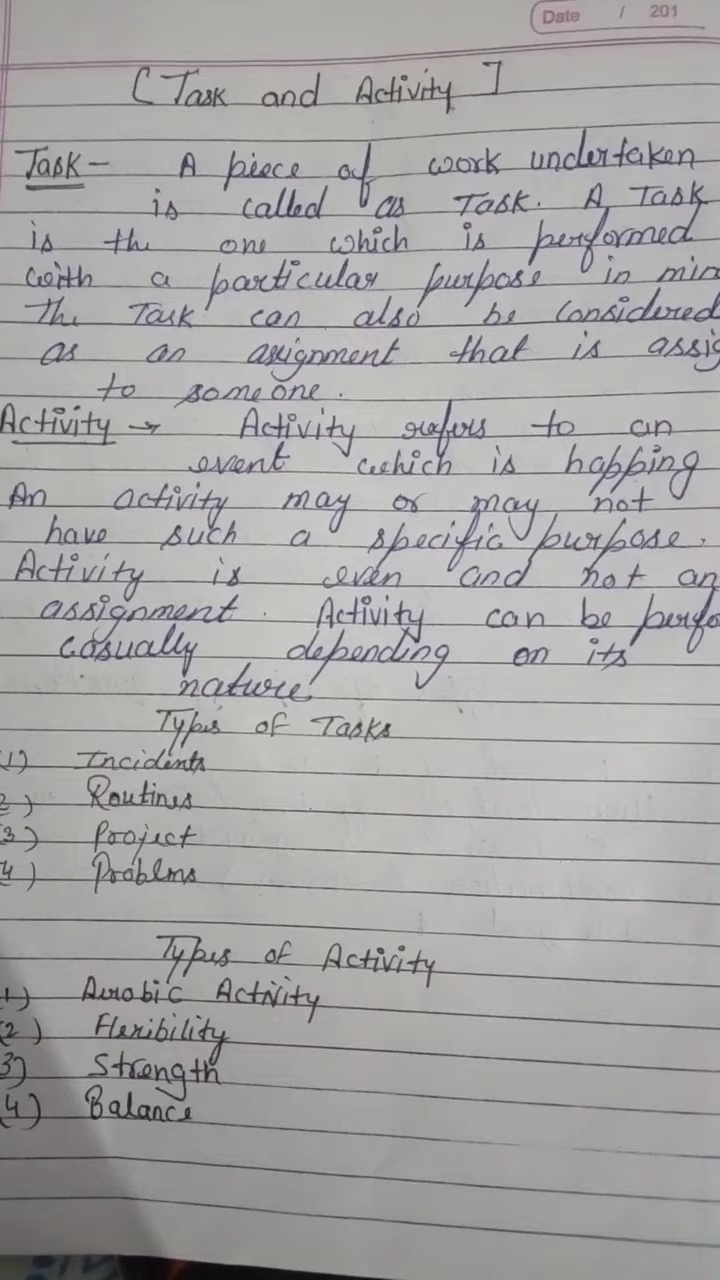 Date / 201
[Task and Activity]
Task - A piece of work undertaken
is called as Task. A Task
is the one which is performed
with a particular purpose in min
The Task can also be considered
as an assignment that is assig
to someone.
Activity → Activity refers to an
event which is happing
An activity may or may not
have such a specific purpose.
Activity is even and not an
assignment. Activity can be perfo
casually depending on its
nature
Types of Tasks
1) Incidents
2) Routines
3) Project
4) Problms
Types of Activity
1) Aerobic Activity
(2) Flexibility
3) Strength
(4) Balance